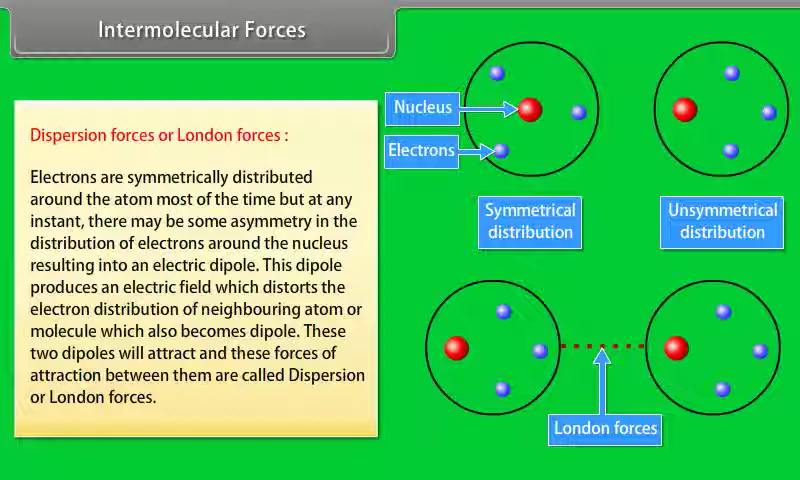 Intermolecular Forces
Dispersion forces or London forces :
Electrons are symmetrically distributed
around the atom most of the time but at any
instant, there may be some asymmetry in the
distribution of electrons around the nucleus
resulting into an electric dipole. This dipole
produces an electric field which distorts the
electron distribution of neighbouring atom or
molecule which also becomes dipole. These
two dipoles will attract and these forces of
attraction between them are called Dispersion
or London forces.
Nucleus
Electrons
Symmetrical
distribution
Unsymmetrical
distribution
London forces